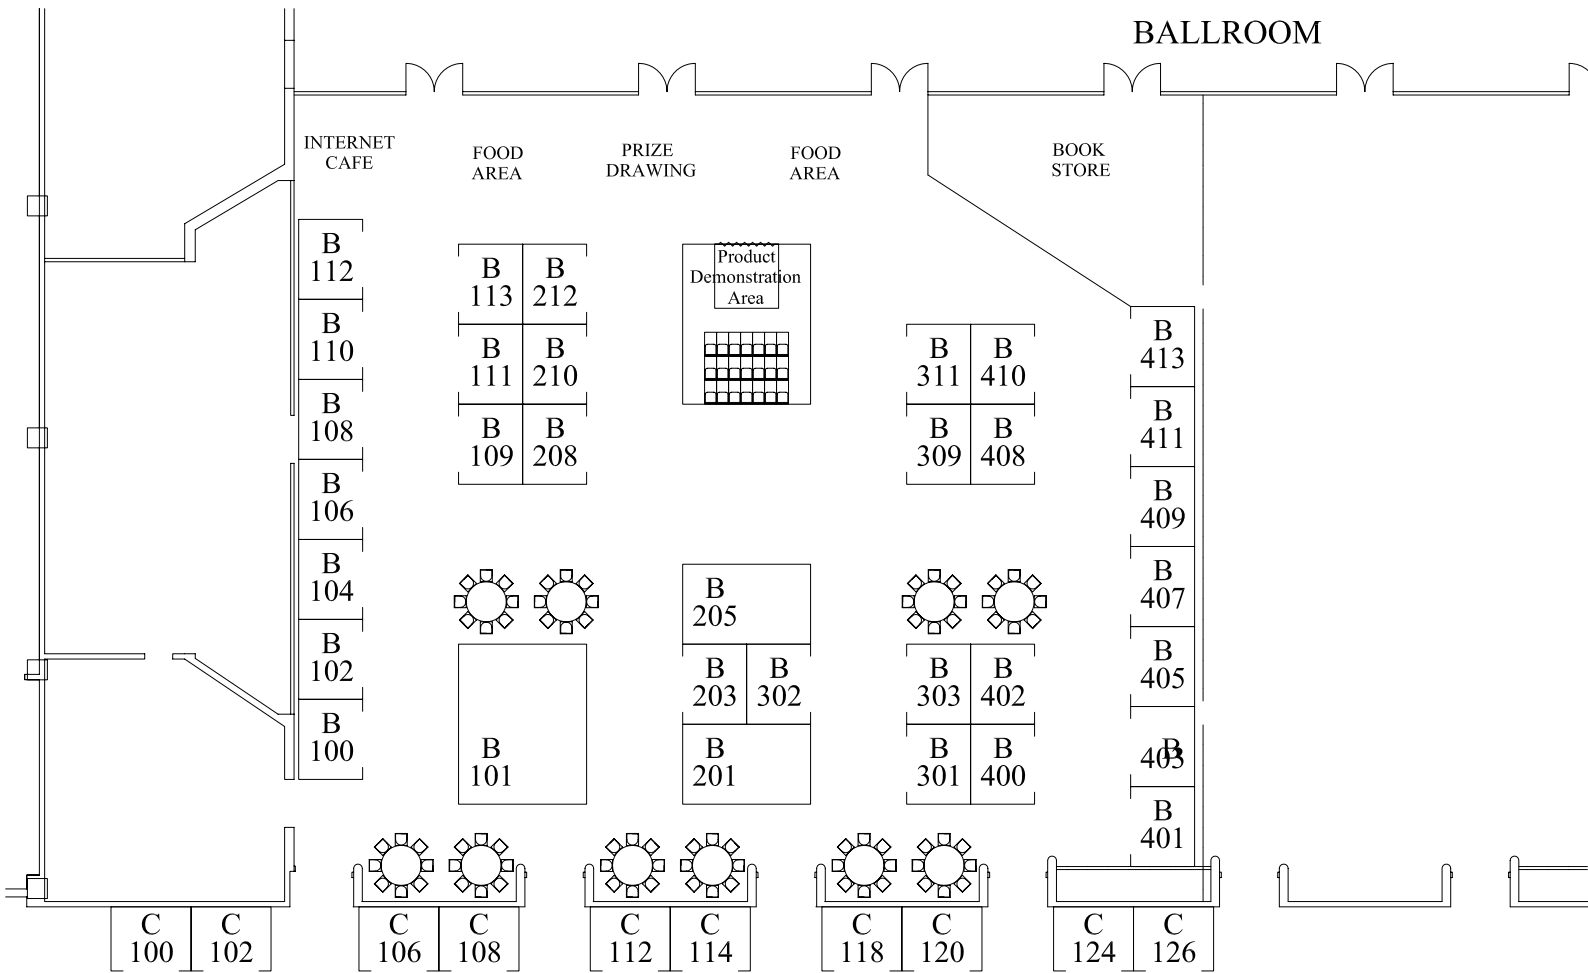 BALLROOM
INTERNET
CAFE
FOOD
AREA
PRIZE
DRAWING
FOOD
AREA
BOOK
STORE
B
112
B
110
B
108
B
106
B
104
B
102
B
100
B
113
B
212
B
111
B
210
B
109
B
208
B
101
Product
Demonstration
Area
B
205
B
203
B
302
B
201
B
311
B
410
B
309
B
408
B
303
B
402
B
301
B
400
B
413
B
411
B
409
B
407
B
405
B
403
B
401
C
100
C
102
C
106
C
108
C
112
C
114
C
118
C
120
C
124
C
126